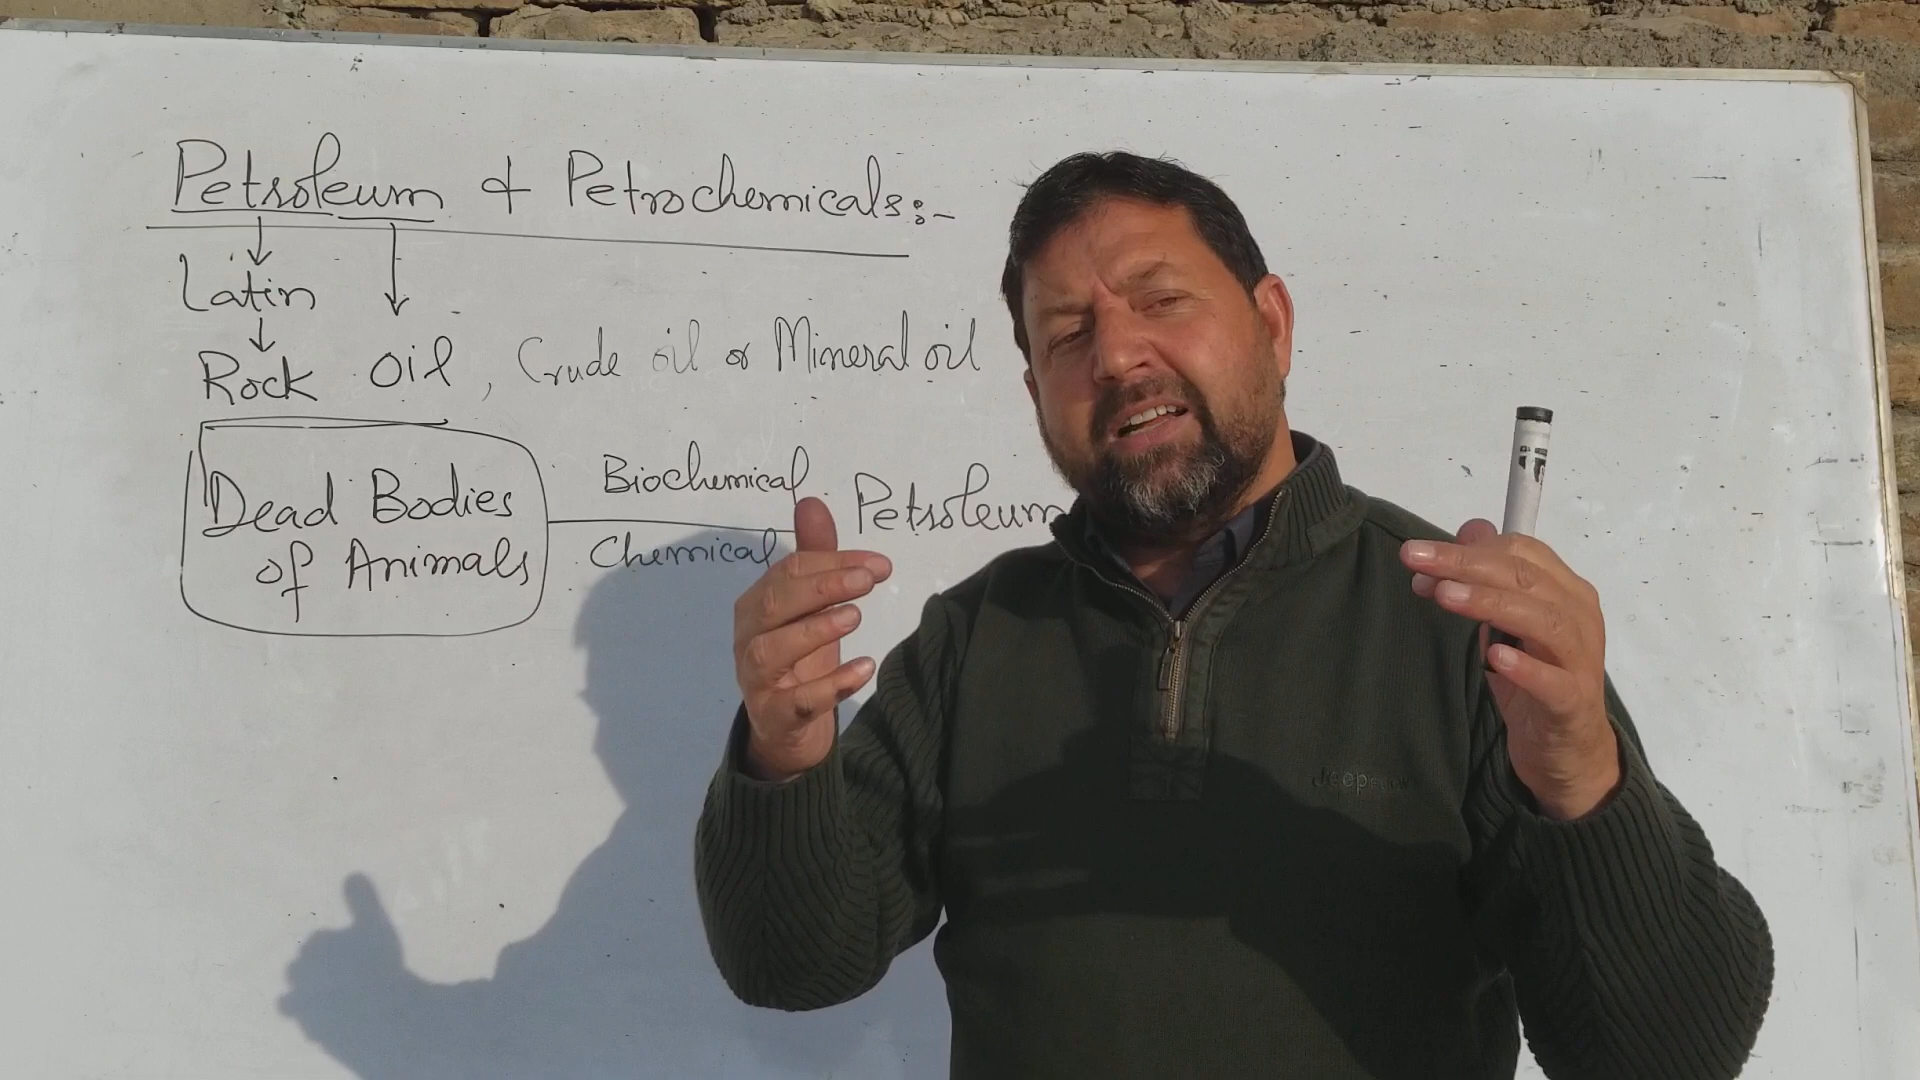 Petroleum & Petrochemicals:-
Latin
Rock Oil, Crude oil or Mineral oil
Dead Bodies of Animals
Biochemical
Chemical
Petroleum